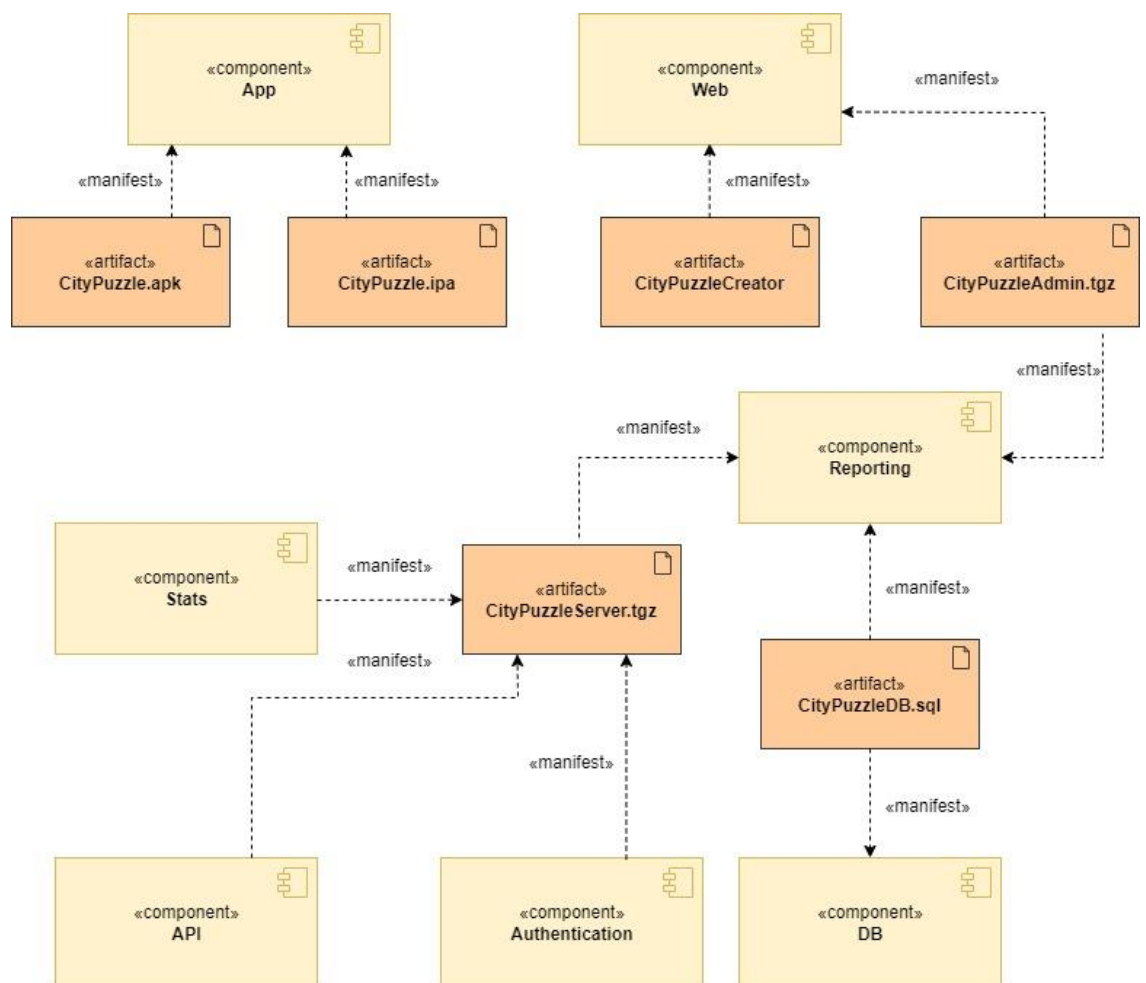 «component»
App
«component»
Web
«manifest»
«manifest»
«manifest»
«manifest»
«artifact»
CityPuzzle.apk
«artifact»
CityPuzzle.ipa
«artifact»
CityPuzzleCreator
«artifact»
CityPuzzleAdmin.tgz
«manifest»
«manifest»
«component»
Reporting
«component»
Stats
«manifest»
«artifact»
CityPuzzleServer.tgz
«manifest»
«manifest»
«artifact»
CityPuzzleDB.sql
«manifest»
«manifest»
«component»
API
«component»
Authentication
«component»
DB